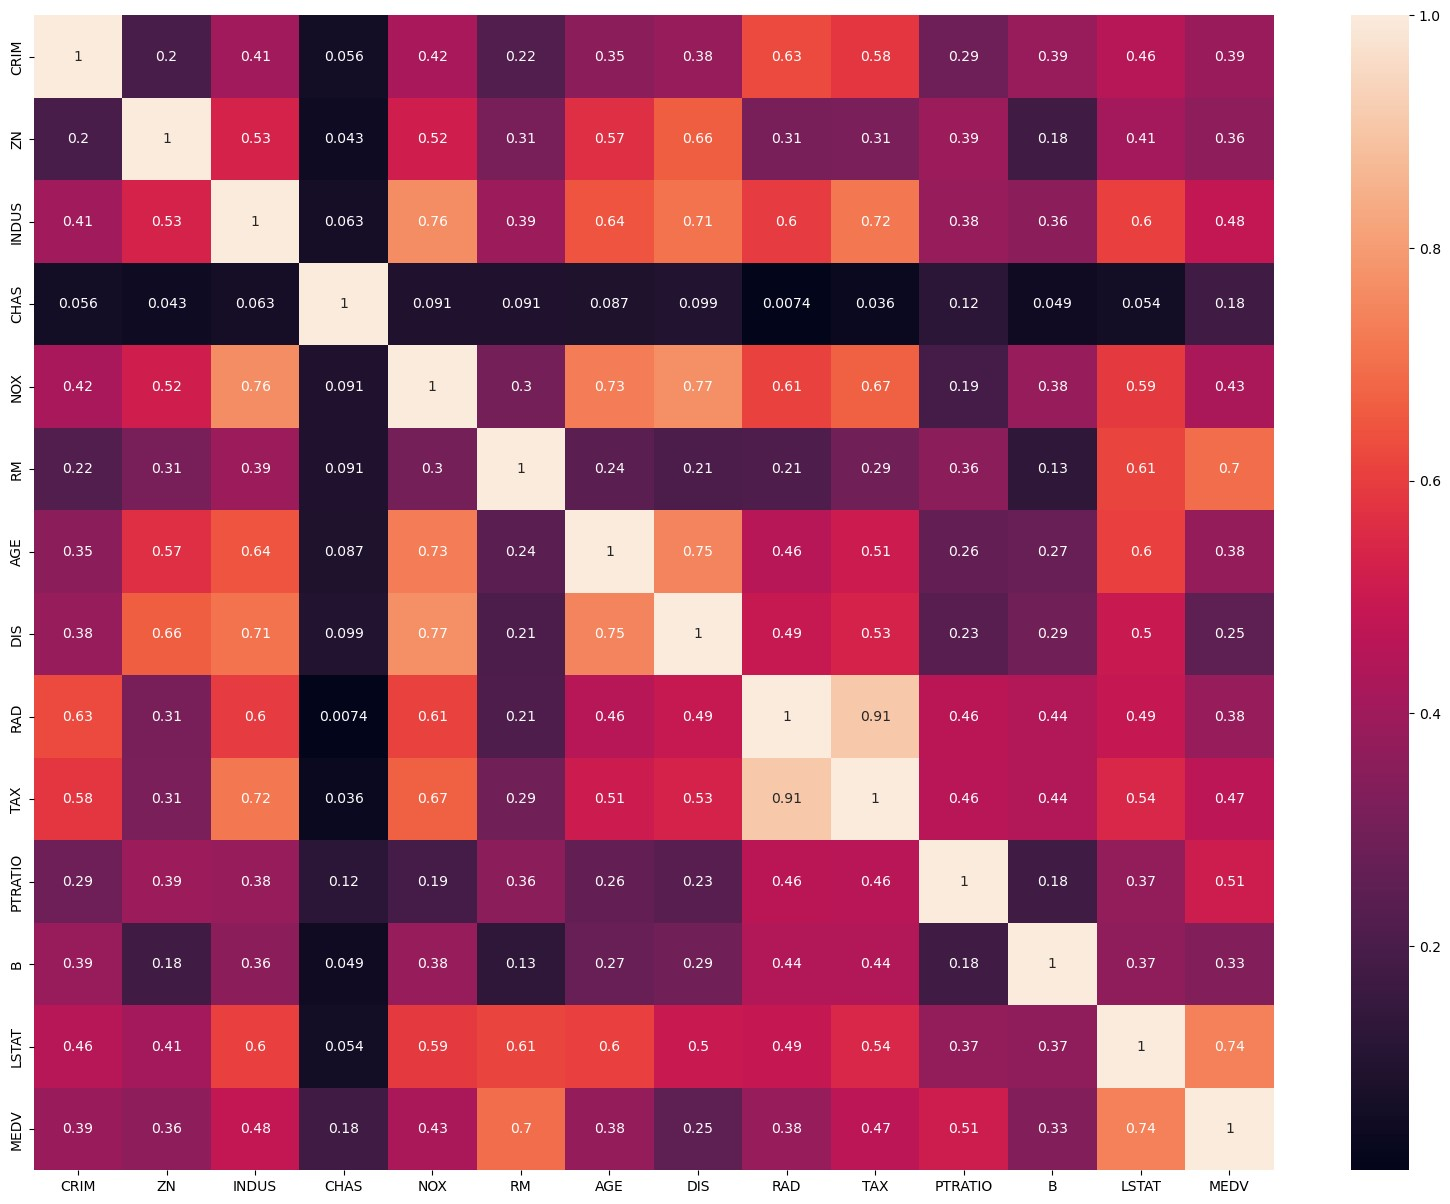 CRIM 1 0.2 0.41 0.056 0.42 0.22 0.35 0.38 0.63 0.58 0.29 0.39 0.46 0.39
ZN 0.2 1 0.53 0.043 0.52 0.31 0.57 0.66 0.31 0.31 0.39 0.18 0.41 0.36
INDUS 0.41 0.53 1 0.063 0.76 0.39 0.64 0.71 0.6 0.72 0.38 0.36 0.6 0.48
CHAS 0.056 0.043 0.063 1 0.091 0.091 0.087 0.099 0.0074 0.036 0.12 0.049 0.054 0.18
NOX 0.42 0.52 0.76 0.091 1 0.3 0.73 0.77 0.61 0.67 0.19 0.38 0.59 0.43
RM 0.22 0.31 0.39 0.091 0.3 1 0.24 0.21 0.21 0.29 0.36 0.13 0.61 0.7
AGE 0.35 0.57 0.64 0.087 0.73 0.24 1 0.75 0.46 0.51 0.26 0.27 0.6 0.38
DIS 0.38 0.66 0.71 0.099 0.77 0.21 0.75 1 0.49 0.53 0.23 0.29 0.5 0.25
RAD 0.63 0.31 0.6 0.0074 0.61 0.21 0.46 0.49 1 0.91 0.46 0.44 0.49 0.38
TAX 0.58 0.31 0.72 0.036 0.67 0.29 0.51 0.53 0.91 1 0.46 0.44 0.54 0.47
PTRATIO 0.29 0.39 0.38 0.12 0.19 0.36 0.26 0.23 0.46 0.46 1 0.18 0.37 0.51
B 0.39 0.18 0.36 0.049 0.38 0.13 0.27 0.29 0.44 0.44 0.18 1 0.37 0.33
LSTAT 0.46 0.41 0.6 0.054 0.59 0.61 0.6 0.5 0.49 0.54 0.37 0.37 1 0.74
MEDV 0.39 0.36 0.48 0.18 0.43 0.7 0.38 0.25 0.38 0.47 0.51 0.33 0.74 1
CRIM ZN INDUS CHAS NOX RM AGE DIS RAD TAX PTRATIO B LSTAT MEDV
1.0
0.8
0.6
0.4
0.2